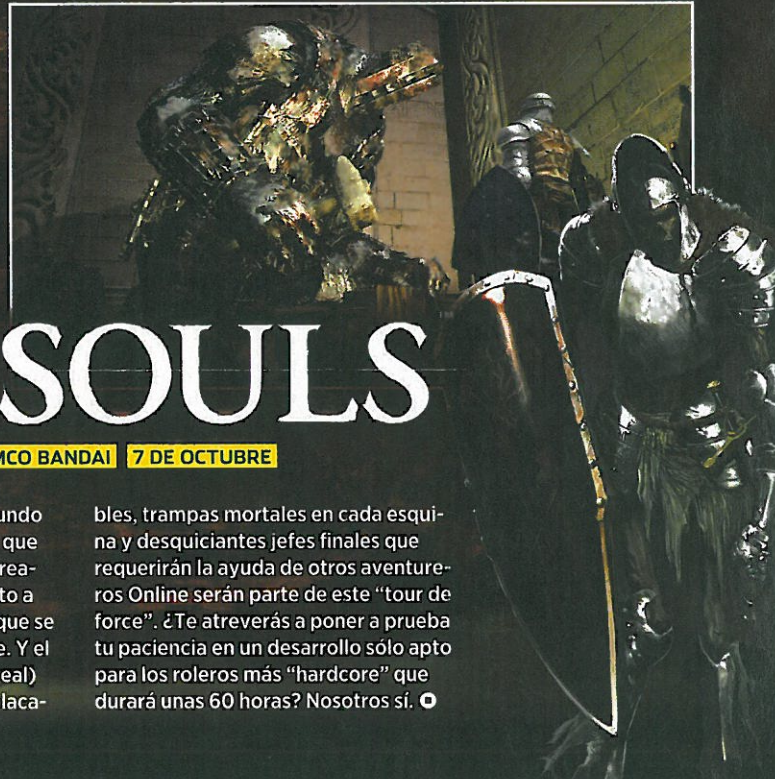 SOULS
MCO BANDAI 7 DE OCTUBRE
undo
que
rea-
to a
que se
e. Y el
eal)
laca-
bles, trampas mortales en cada esqui-
na y desquiciantes jefes finales que
requerirán la ayuda de otros aventure-
ros Online serán parte de este “tour de
force”. ¿Te atreverás a poner a prueba
tu paciencia en un desarrollo sólo apto
para los roleros más “hardcore” que
durará unas 60 horas? Nosotros sí.